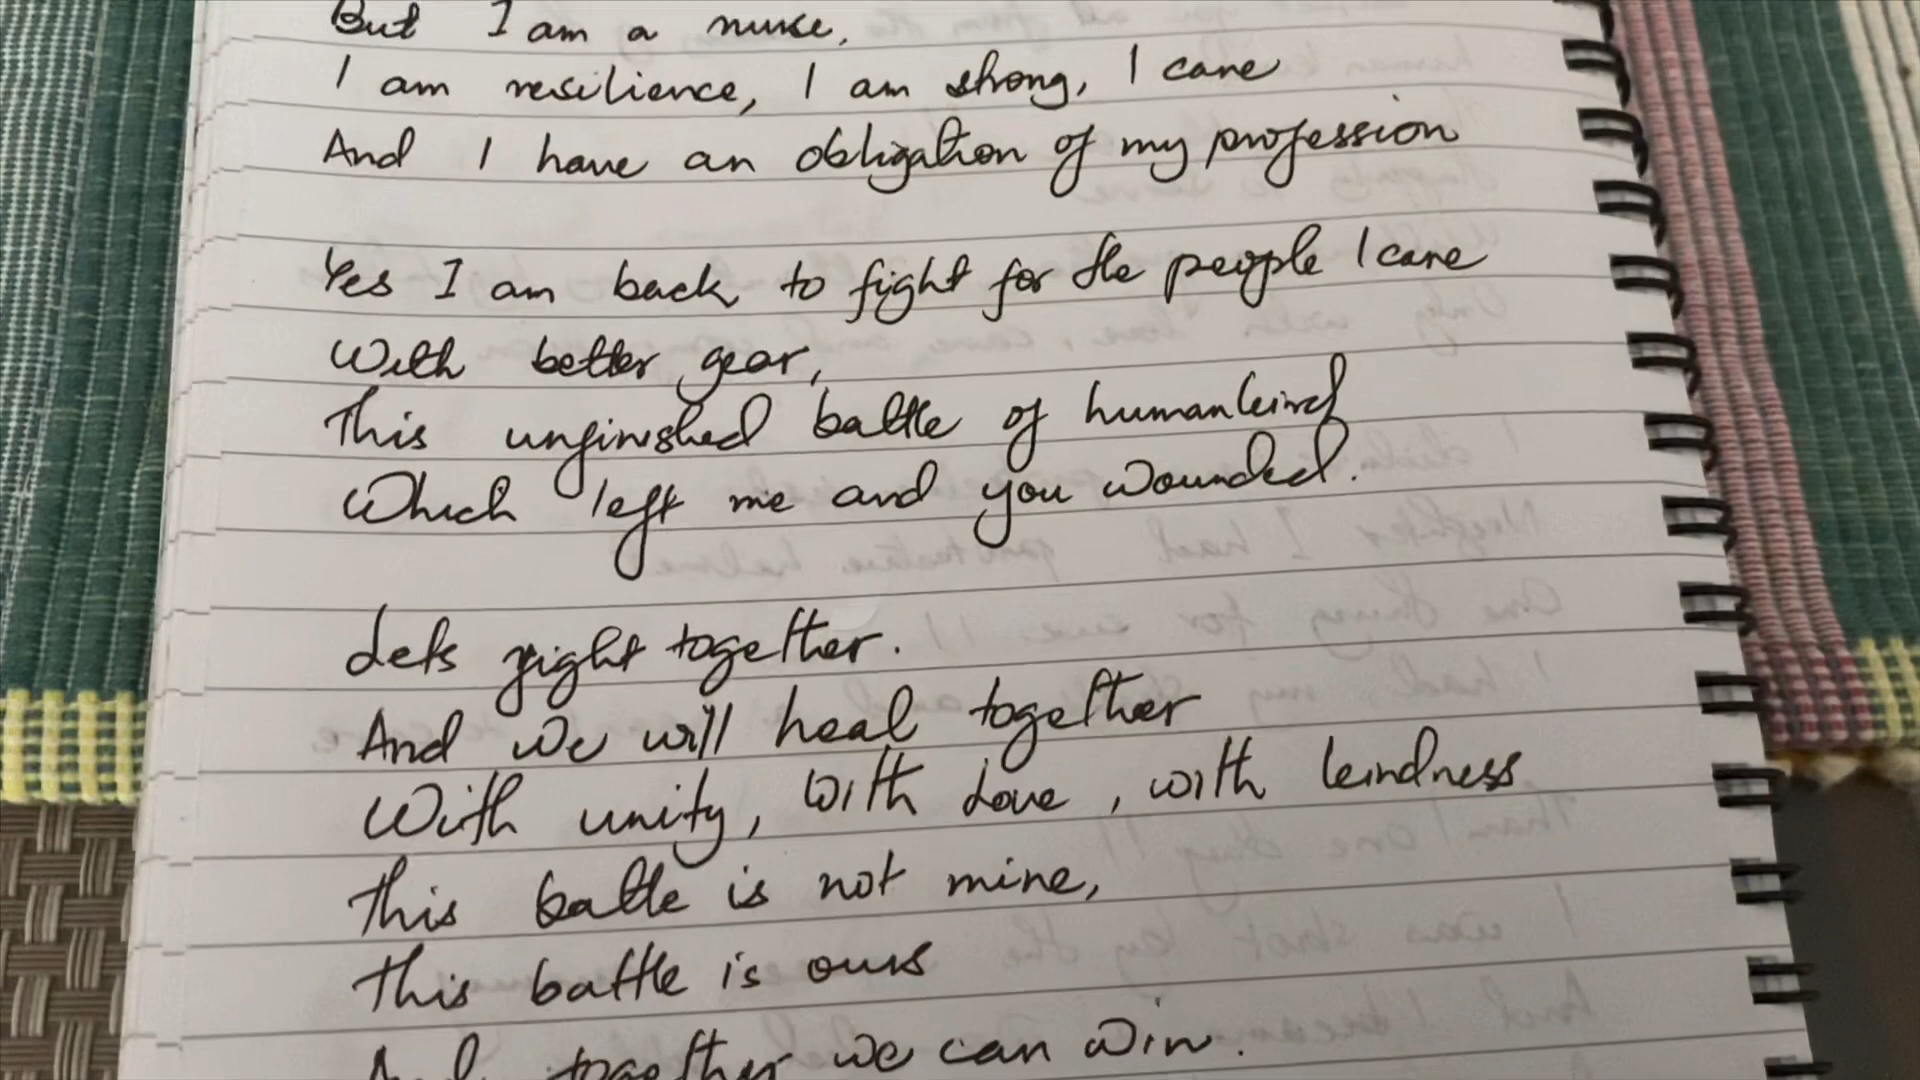 But I am a nurse,
I am resilience, I am strong, I care
And I have an obligation of my profession
Yes I am back to fight for the people I care
With better gear,
This unfinished battle of humankind
Which left me and you wounded.
Lets fight together.
And we will heal together
With unity, with Love, with kindness
This battle is not mine,
This battle is ours
And together we can win.